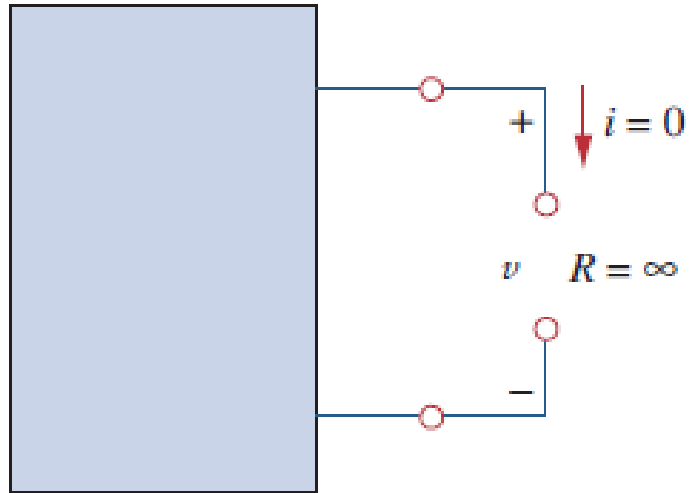 + i = 0
v R = ∞
−